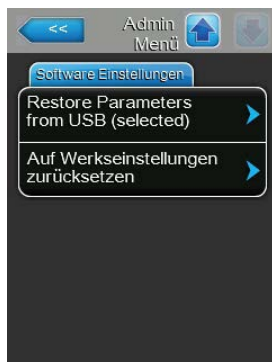 <<
Admin
Menü
Software Einstellungen
Restore Parameters
from USB (selected)
Auf Werkseinstellungen
zurücksetzen